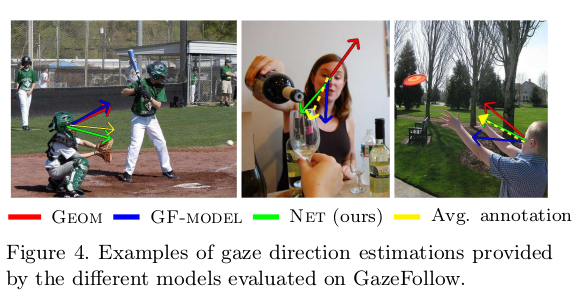 GEOM GF-MODEL NET (ours) Avg. annotation
Figure 4. Examples of gaze direction estimations provided
by the different models evaluated on GazeFollow.